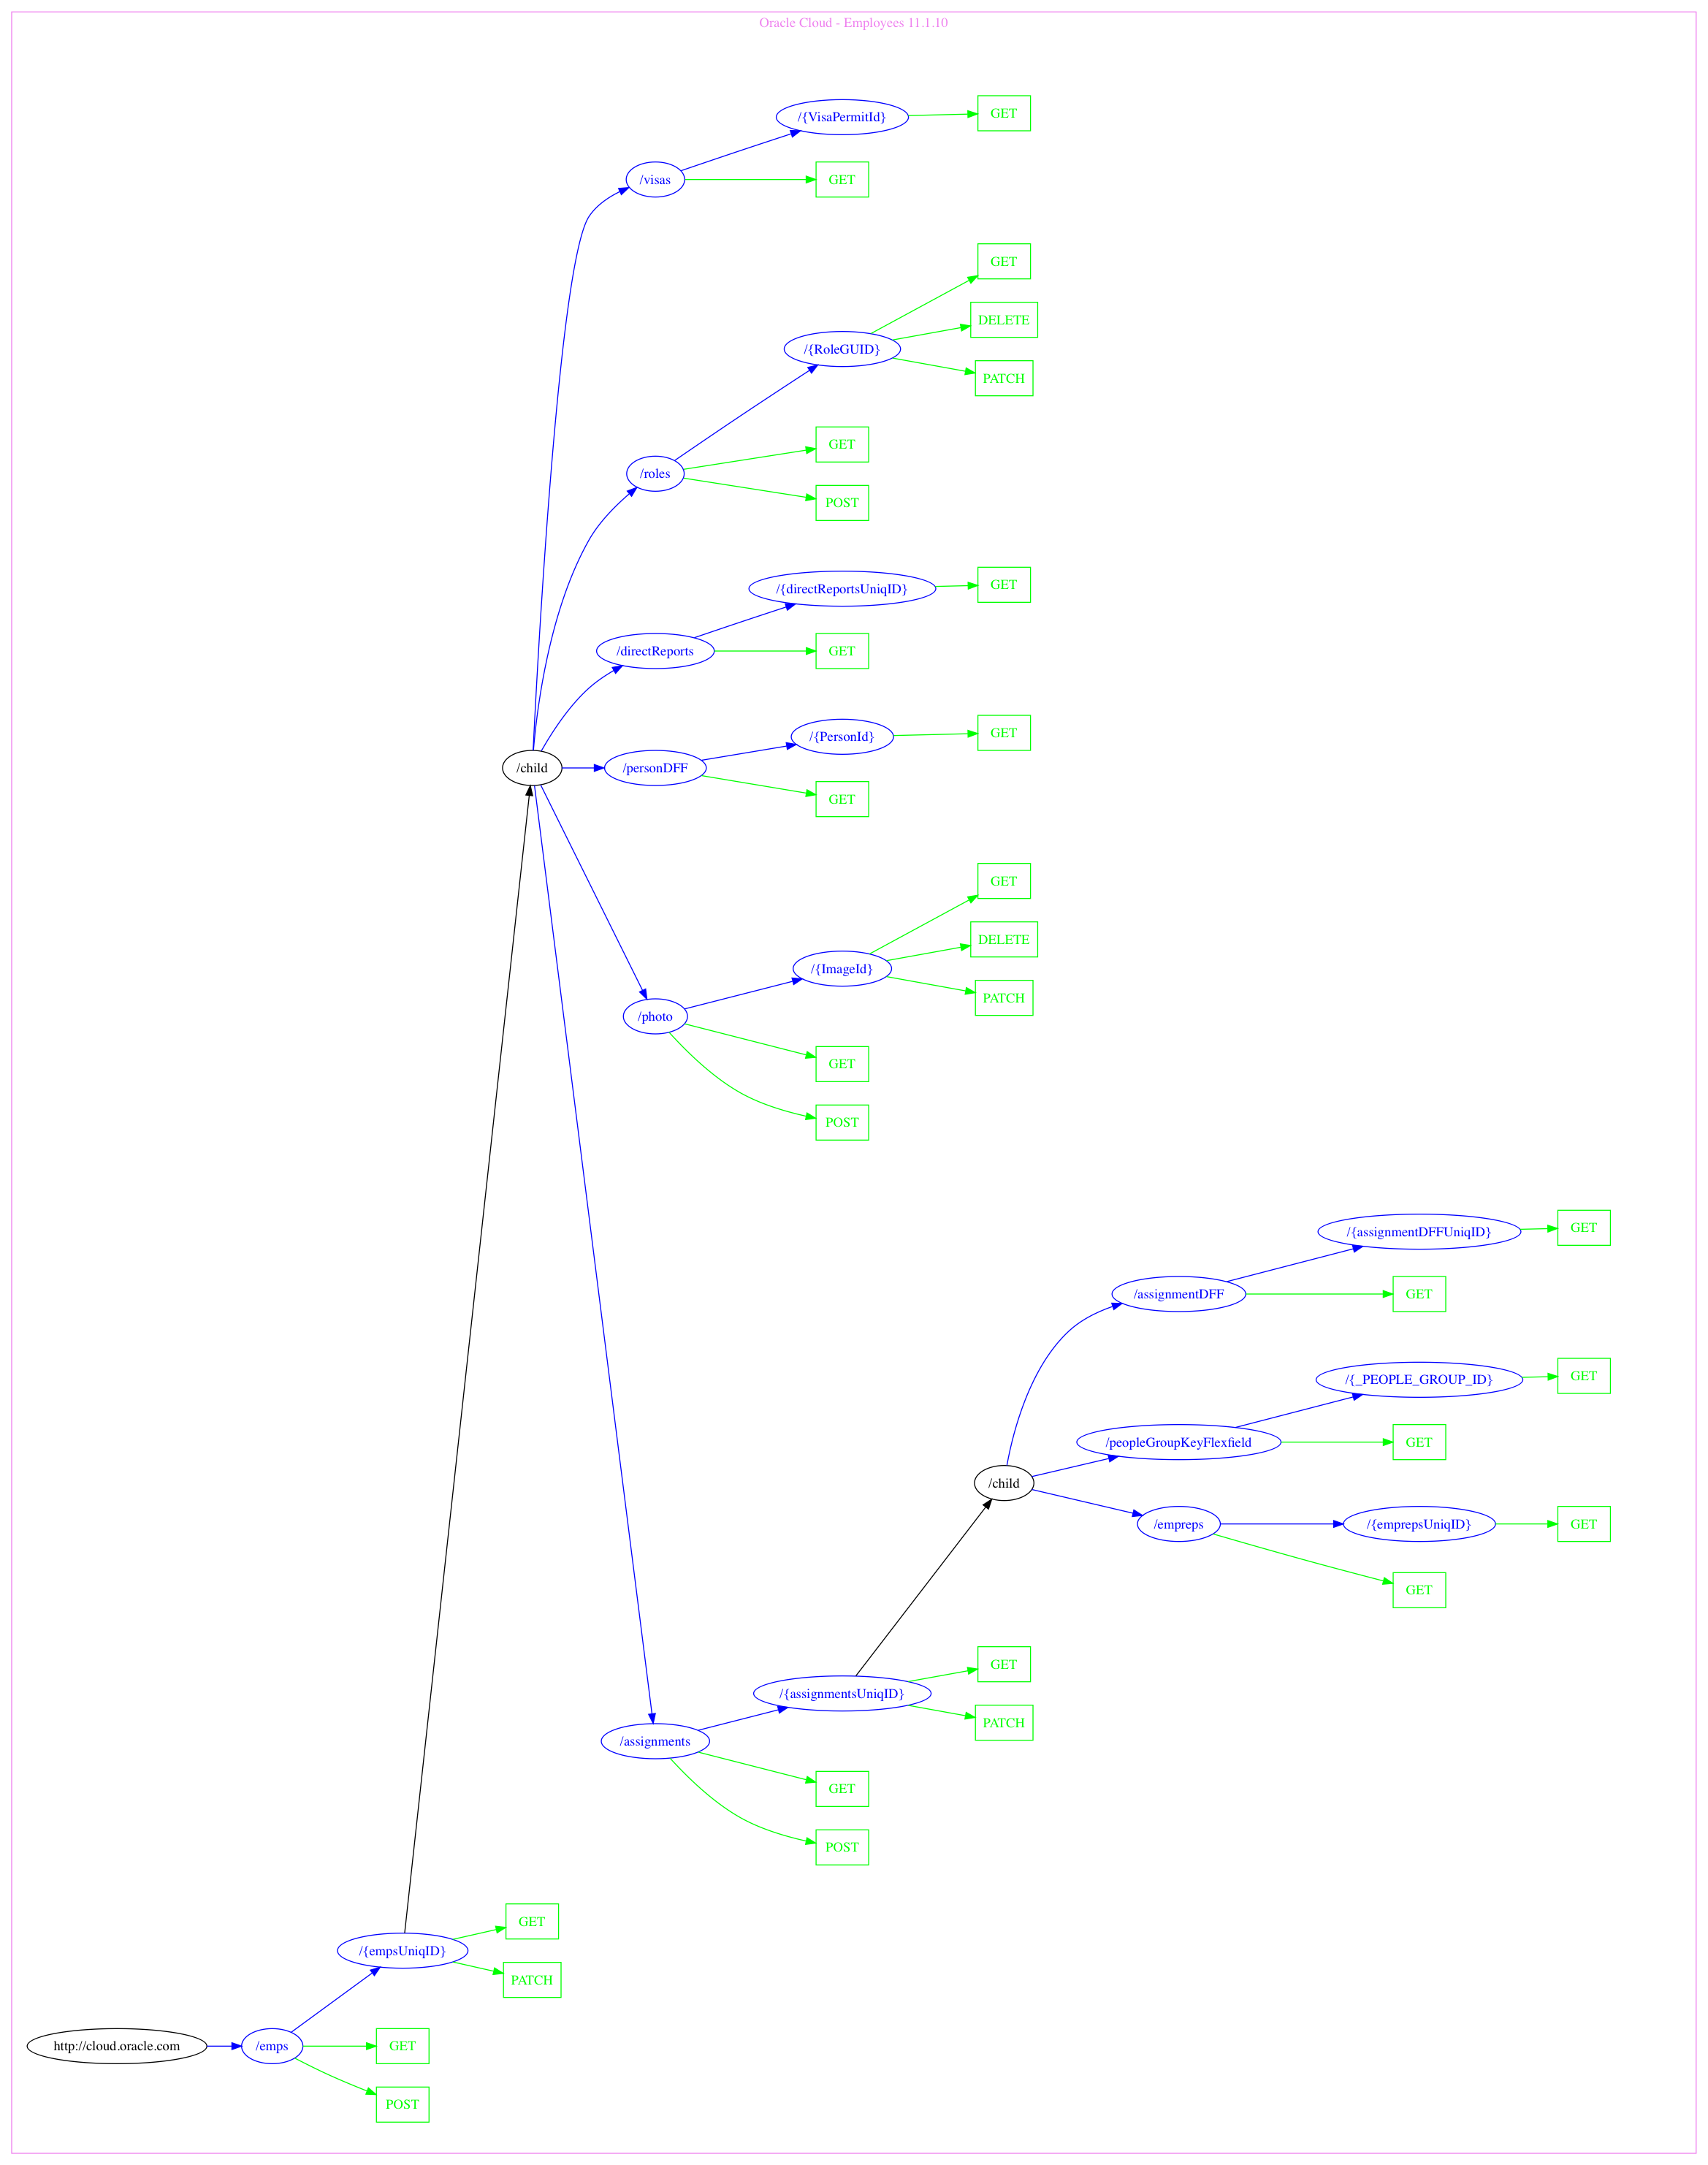 Oracle Cloud - Employees 11.1.10
/{VisaPermitId}
GET
/visas
GET
GET
DELETE
/{RoleGUID}
PATCH
GET
/roles
POST
/{directReportsUniqID}
GET
/directReports
GET
/{PersonId}
GET
/child
/personDFF
GET
GET
DELETE
/{ImageId}
PATCH
/photo
GET
POST
/{assignmentDFFUniqID}
GET
/assignmentDFF
GET
/{_PEOPLE_GROUP_ID}
GET
/peopleGroupKeyFlexfield
GET
/child
/empreps
/{emprepsUniqID}
GET
GET
GET
/{assignmentsUniqID}
PATCH
/assignments
GET
POST
GET
/{empsUniqID}
PATCH
http://cloud.oracle.com
/emps
GET
POST